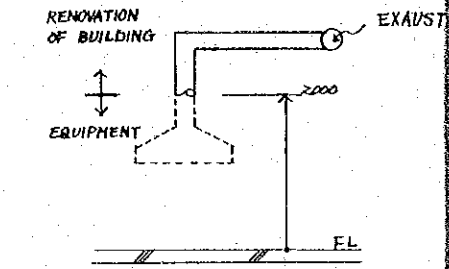 RENOVATION
OF BUILDING
EXAUST
2000
EQUIPMENT
FL